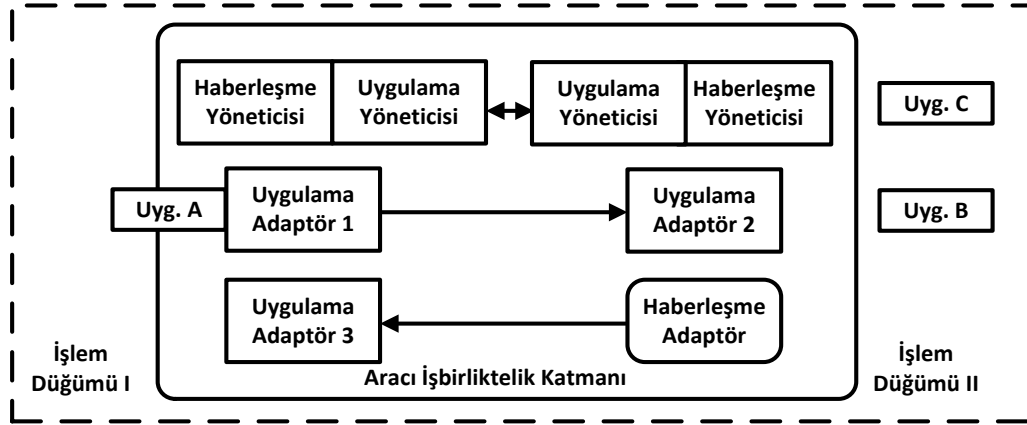 Haberleşme
Yöneticisi
Uygulama
Yöneticisi
Uygulama
Yöneticisi
Haberleşme
Yöneticisi
Uyg. C
Uyg. A
Uygulama
Adaptör 1
Uygulama
Adaptör 2
Uyg. B
Uygulama
Adaptör 3
Haberleşme
Adaptör
İşlem
Düğümü I
Aracı İşbirliktelik Katmanı
İşlem
Düğümü II